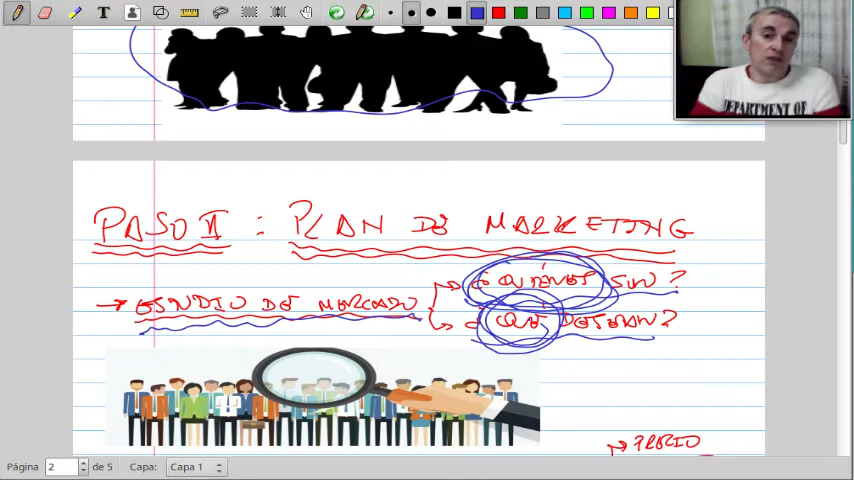 T
DEPARTMENT OF
PASO II : PLAN DE MARKETING
→ ESTUDIO DE MERCADO
¿ QUIÉNES SON ?
¿ QUÉ DESEAN ?
→ PRECIO
Página 2 de 5 Capa: Capa 1